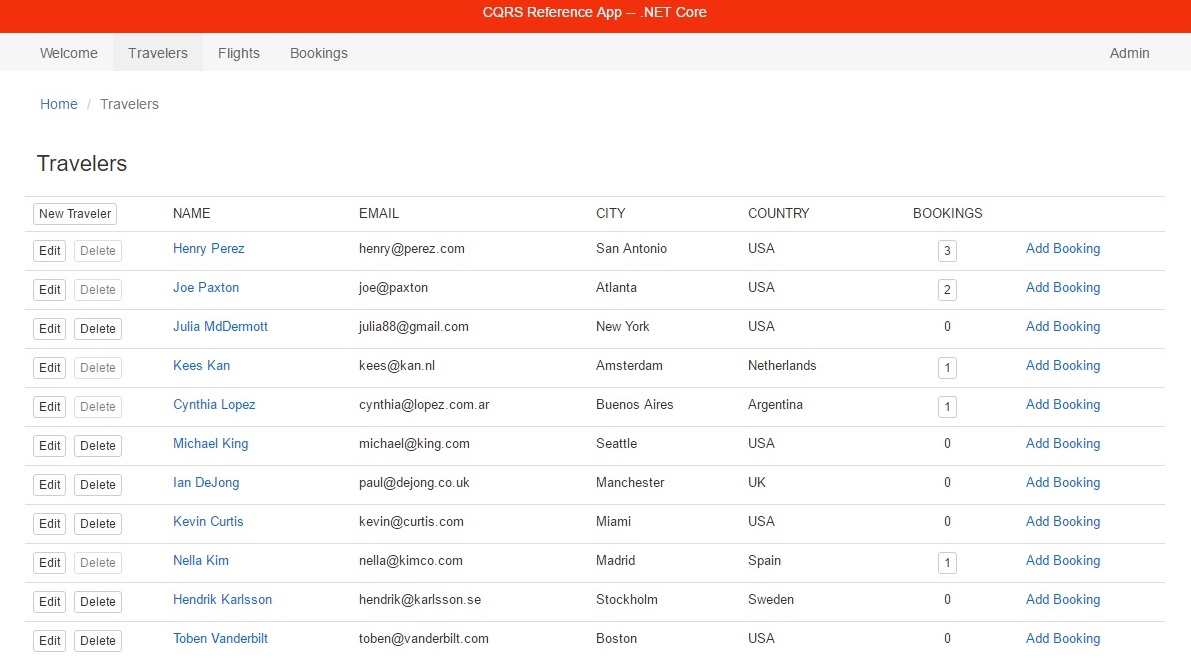 CQRS Reference App -- .NET Core
Welcome Travelers Flights Bookings Admin
Home / Travelers
Travelers
New Traveler NAME EMAIL CITY COUNTRY BOOKINGS
Edit Delete Henry Perez henry@perez.com San Antonio USA 3 Add Booking
Edit Delete Joe Paxton joe@paxton Atlanta USA 2 Add Booking
Edit Delete Julia MdDermott julia88@gmail.com New York USA 0 Add Booking
Edit Delete Kees Kan kees@kan.nl Amsterdam Netherlands 1 Add Booking
Edit Delete Cynthia Lopez cynthia@lopez.com.ar Buenos Aires Argentina 1 Add Booking
Edit Delete Michael King michael@king.com Seattle USA 0 Add Booking
Edit Delete Ian DeJong paul@dejong.co.uk Manchester UK 0 Add Booking
Edit Delete Kevin Curtis kevin@curtis.com Miami USA 0 Add Booking
Edit Delete Nella Kim nella@kimco.com Madrid Spain 1 Add Booking
Edit Delete Hendrik Karlsson hendrik@karlsson.se Stockholm Sweden 0 Add Booking
Edit Delete Toben Vanderbilt toben@vanderbilt.com Boston USA 0 Add Booking